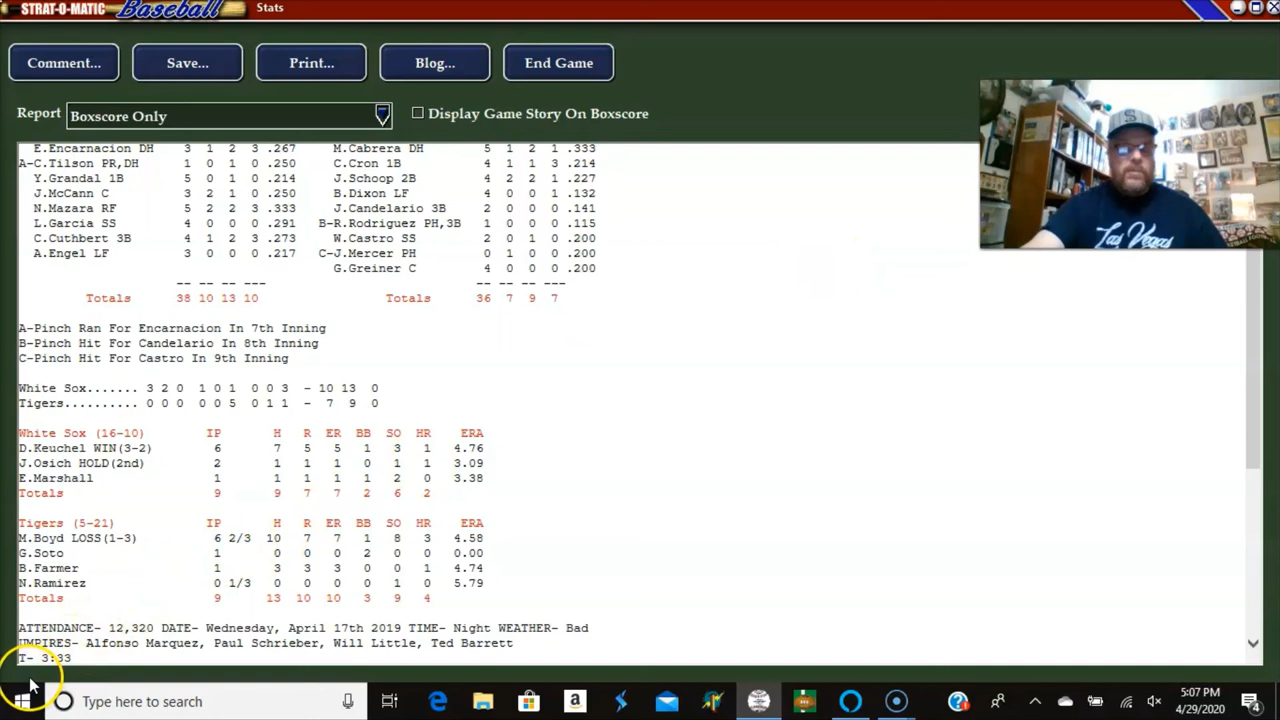 STRAT-O-MATIC Baseball Stats
Comment... Save... Print... Blog... End Game
Report Boxscore Only Display Game Story On Boxscore
E.Encarnacion DH 3 1 2 3 .267 M.Cabrera DH 5 1 2 1 .333
A-C.Tilson PR,DH 1 0 1 0 .250 C.Cron 1B 4 1 1 3 .214
Y.Grandal 1B 5 0 1 0 .214 J.Schoop 2B 4 2 2 1 .227
J.McCann C 3 2 1 0 .250 B.Dixon LF 4 0 0 1 .132
N.Mazara RF 5 2 2 3 .333 J.Candelario 3B 2 0 0 0 .141
L.Garcia SS 4 0 0 0 .291 B-R.Rodriguez PH,3B 1 0 0 0 .115
C.Cuthbert 3B 4 1 2 3 .273 W.Castro SS 2 0 1 0 .200
A.Engel LF 3 0 0 0 .217 C-J.Mercer PH 0 1 0 0 .200
G.Greiner C 4 0 0 0 .200
-- -- -- --- -- -- -- ---
Totals 38 10 13 10 Totals 36 7 9 7
A-Pinch Ran For Encarnacion In 7th Inning
B-Pinch Hit For Candelario In 8th Inning
C-Pinch Hit For Castro In 9th Inning
White Sox....... 3 2 0 1 0 1 0 0 3 - 10 13 0
Tigers.......... 0 0 0 0 0 5 0 1 1 - 7 9 0
White Sox (16-10) IP H R ER BB SO HR ERA
D.Keuchel WIN(3-2) 6 7 5 5 1 3 1 4.76
J.Osich HOLD(2nd) 2 1 1 1 0 1 1 3.09
E.Marshall 1 1 1 1 1 2 0 3.38
Totals 9 9 7 7 2 6 2
Tigers (5-21) IP H R ER BB SO HR ERA
M.Boyd LOSS(1-3) 6 2/3 10 7 7 1 8 3 4.58
G.Soto 1 0 0 0 2 0 0 0.00
B.Farmer 1 3 3 3 0 0 1 4.74
N.Ramirez 0 1/3 0 0 0 0 1 0 5.79
Totals 9 13 10 10 3 9 4
ATTENDANCE- 12,320 DATE- Wednesday, April 17th 2019 TIME- Night WEATHER- Bad
UMPIRES- Alfonso Marquez, Paul Schrieber, Will Little, Ted Barrett
T- 3:33
Las Vegas
Type here to search
5:07 PM
4/29/2020
4